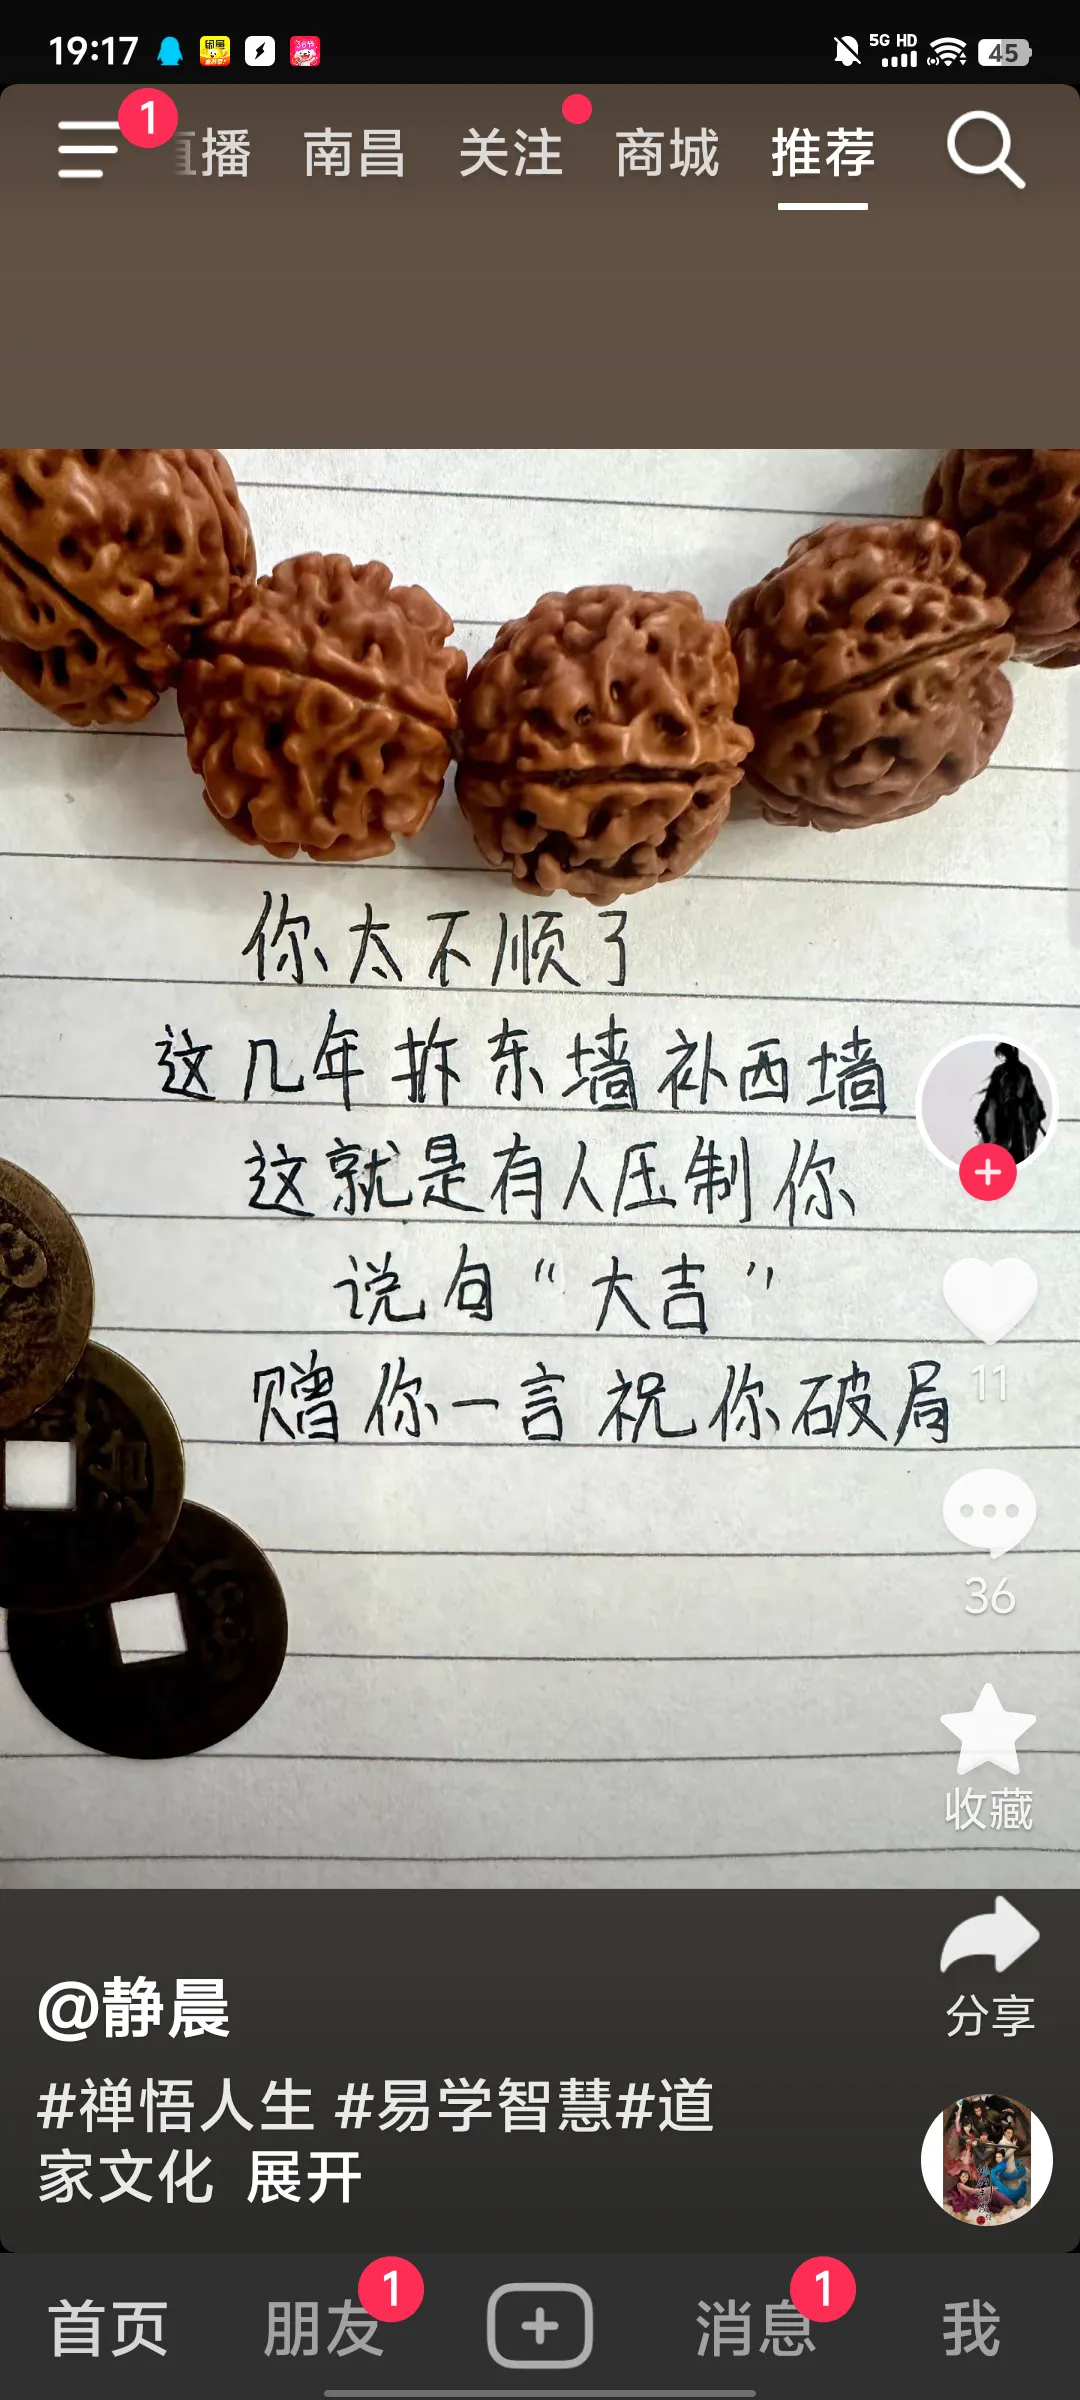 19:17
5G HD
45
1
直播 南昌 关注 商城 推荐
你太不顺了
这几年拆东墙补西墙
这就是有人压制你
说句“大吉”
赠你一言祝你破局
11
36
收藏
分享
@静晨
#禅悟人生 #易学智慧#道
家文化 展开
首页 朋友 1 消息 1 我